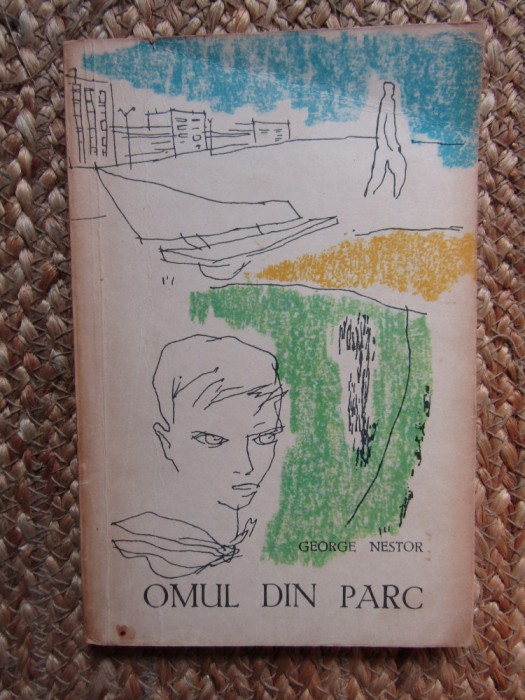 GEORGE NESTOR
OMUL DIN PARC